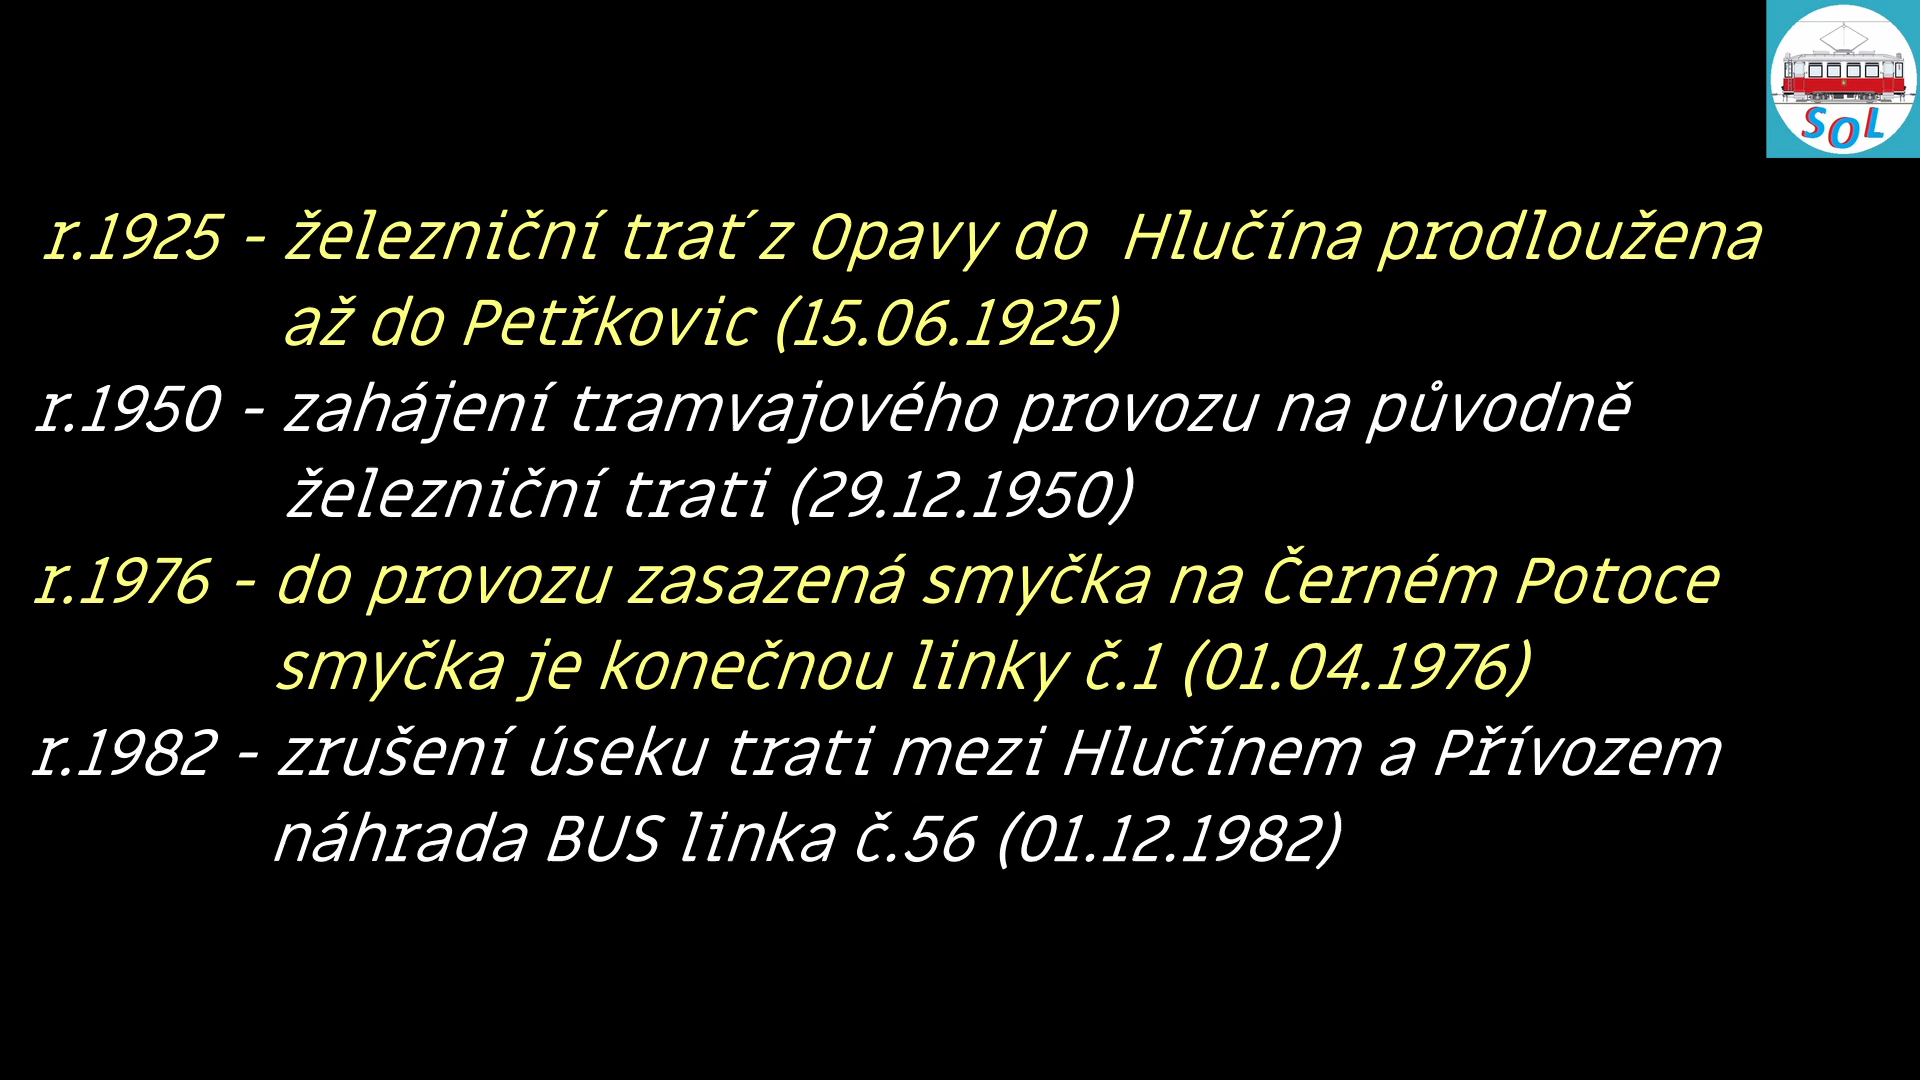 SOL
r.1925 - železniční trať z Opavy do Hlučína prodloužena
až do Petřkovic (15.06.1925)
r.1950 - zahájení tramvajového provozu na původně
železniční trati (29.12.1950)
r.1976 - do provozu zasazená smyčka na Černém Potoce
smyčka je konečnou linky č.1 (01.04.1976)
r.1982 - zrušení úseku trati mezi Hlučínem a Přívozem
náhrada BUS linka č.56 (01.12.1982)